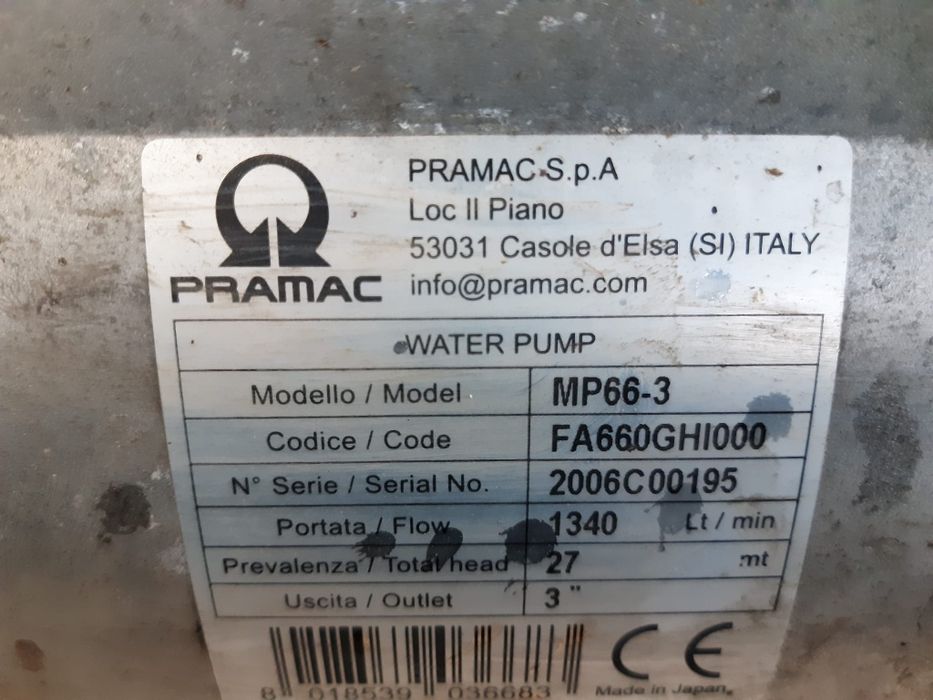 PRAMAC
PRAMAC S.p.A
Loc Il Piano
53031 Casole d'Elsa (SI) ITALY
info@pramac.com
WATER PUMP
Modello / Model MP66-3
Codice / Code FA660GHI000
N° Serie / Serial No. 2006C00195
Portata / Flow 1340 Lt / min
Prevalenza / Total head 27 mt
Uscita / Outlet 3 "
8 018539 036683
CE
Made in Japan